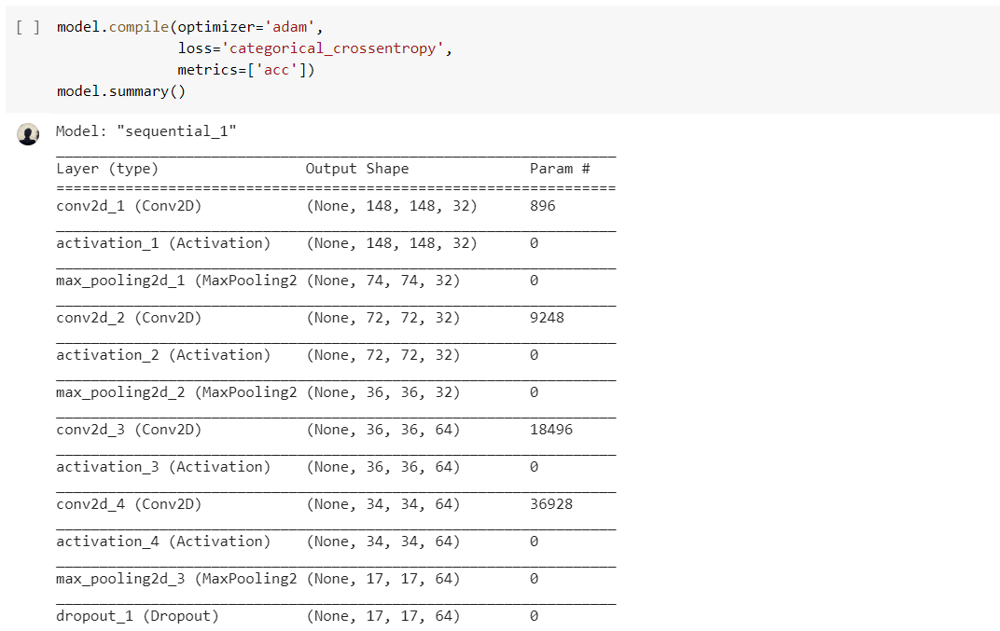 [ ] model.compile(optimizer='adam',
loss='categorical_crossentropy',
metrics=['acc'])
model.summary()
Model: "sequential_1"
_________________________________________________________________
Layer (type) Output Shape Param #
=================================================================
conv2d_1 (Conv2D) (None, 148, 148, 32) 896
_________________________________________________________________
activation_1 (Activation) (None, 148, 148, 32) 0
_________________________________________________________________
max_pooling2d_1 (MaxPooling2 (None, 74, 74, 32) 0
_________________________________________________________________
conv2d_2 (Conv2D) (None, 72, 72, 32) 9248
_________________________________________________________________
activation_2 (Activation) (None, 72, 72, 32) 0
_________________________________________________________________
max_pooling2d_2 (MaxPooling2 (None, 36, 36, 32) 0
_________________________________________________________________
conv2d_3 (Conv2D) (None, 36, 36, 64) 18496
_________________________________________________________________
activation_3 (Activation) (None, 36, 36, 64) 0
_________________________________________________________________
conv2d_4 (Conv2D) (None, 34, 34, 64) 36928
_________________________________________________________________
activation_4 (Activation) (None, 34, 34, 64) 0
_________________________________________________________________
max_pooling2d_3 (MaxPooling2 (None, 17, 17, 64) 0
_________________________________________________________________
dropout_1 (Dropout) (None, 17, 17, 64) 0